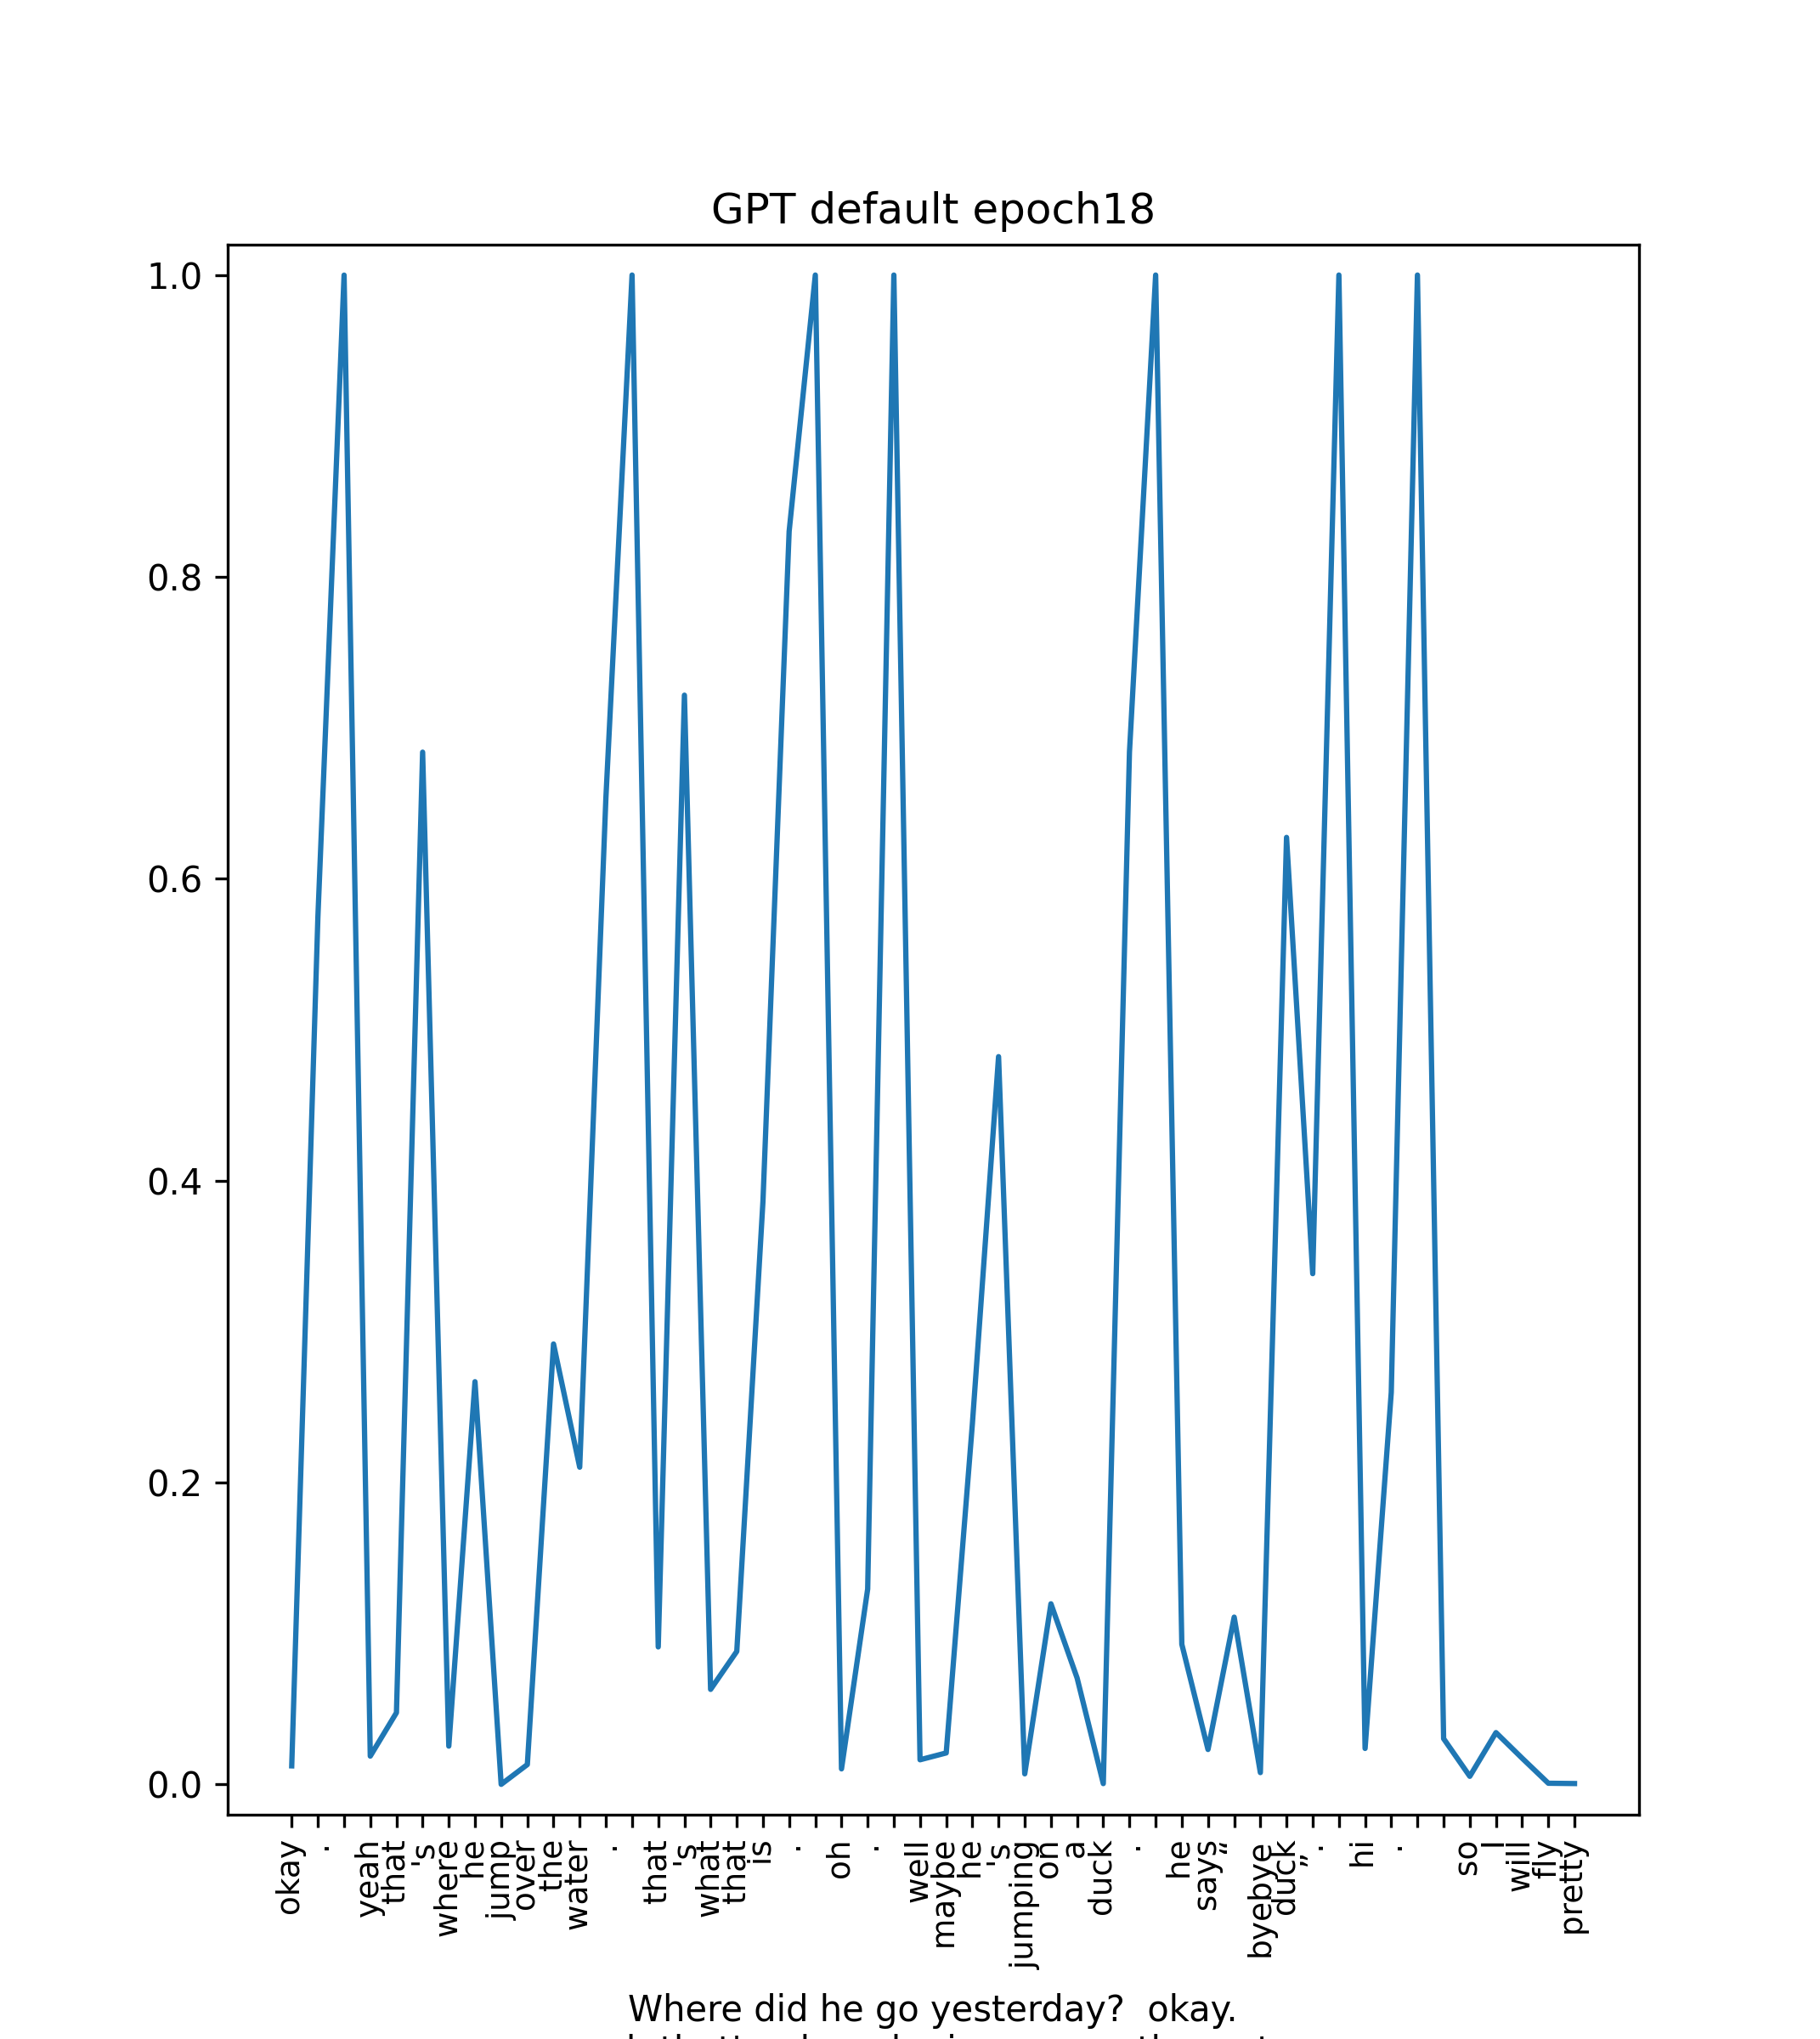 GPT default epoch18
1.0
0.8
0.6
0.4
0.2
0.0
okay
.
yeah
that
's
where
he
jump
over
the
water
.
that
's
what
that
is
.
oh
.
well
maybe
he
's
jumping
on
a
duck
.
he
says
“
byebye
duck
”
.
hi
.
so
I
will
fly
pretty
Where did he go yesterday?  okay.